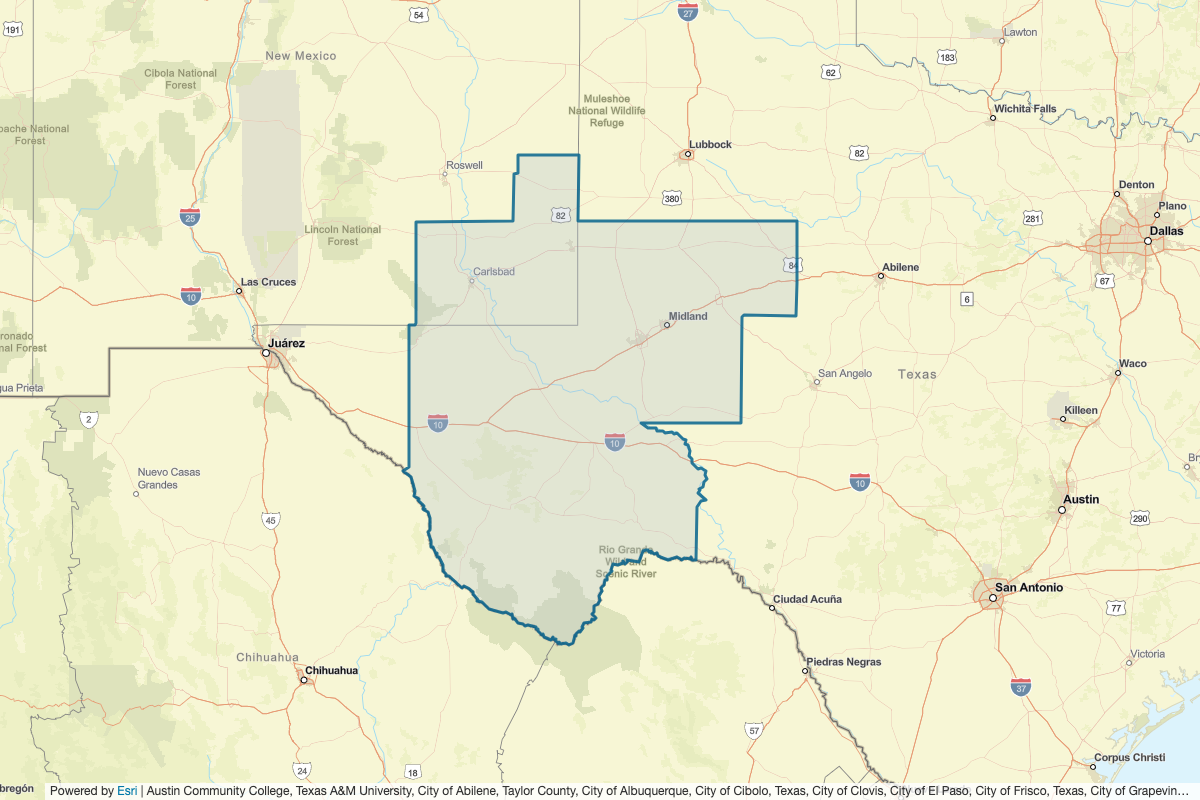 54
27
191
New Mexico
Lawton
183
62
Cibola National
Forest
Muleshoe
National Wildlife
Refuge
Wichita Falls
ache National
Forest
Lubbock
82
Roswell
Denton
380
Plano
25
82
281
Dallas
Lincoln National
Forest
84
Abilene
Carlsbad
67
Las Cruces
10
6
Midland
ronado
nal Forest
Juárez
Waco
San Angelo
Texas
gua Prieta
2
10
Killeen
10
Nuevo Casas
Grandes
10
Austin
45
290
Rio Grande
Wild and
Scenic River
San Antonio
Ciudad Acuña
77
Chihuahua
Chihuahua
Piedras Negras
Victoria
37
57
Corpus Christi
24
18
bregón
Powered by Esri | Austin Community College, Texas A&M University, City of Abilene, Taylor County, City of Albuquerque, City of Cibolo, Texas, City of Clovis, City of El Paso, City of Frisco, Texas, City of Grapevin…